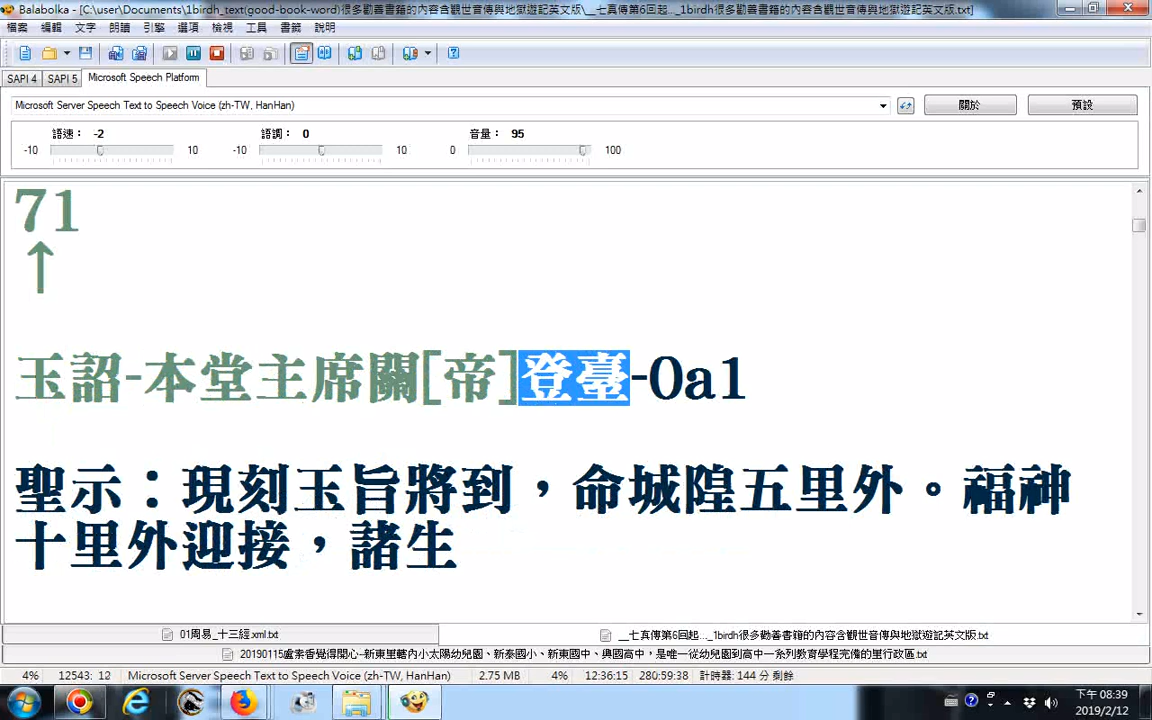 Balabolka - [C:\user\Documents\1birdh_text(good-book-word)很多勸善書籍的內容含觀世音傳與地獄遊記英文版\__七真傳第6回起..._1birdh很多勸善書籍的內容含觀世音傳與地獄遊記英文版.txt]
檔案 編輯 文字 朗讀 引擎 選項 檢視 工具 書籤 說明
SAPI 4 SAPI 5 Microsoft Speech Platform
Microsoft Server Speech Text to Speech Voice (zh-TW, HanHan) 關於 預設
語速： -2 語調： 0 音量： 95
-10 10 -10 10 0 100
71
↑
玉詔-本堂主席關[帝]登臺-0a1
聖示：現刻玉旨將到，命城隍五里外。福神
十里外迎接，諸生
01周易_十三經.xml.txt __七真傳第6回起..._1birdh很多勸善書籍的內容含觀世音傳與地獄遊記英文版.txt
20190115盧素香覺得開心-新東里轄內小太陽幼兒園、新泰國小、新東國中、興國高中，是唯一從幼兒園到高中一系列教育學程完備的里行政區.txt
4% 12543: 12 Microsoft Server Speech Text to Speech Voice (zh-TW, HanHan) 2.75 MB 4% 12:36:15 280:59:38 計時器: 144 分 剩餘
下午 08:39
2019/2/12